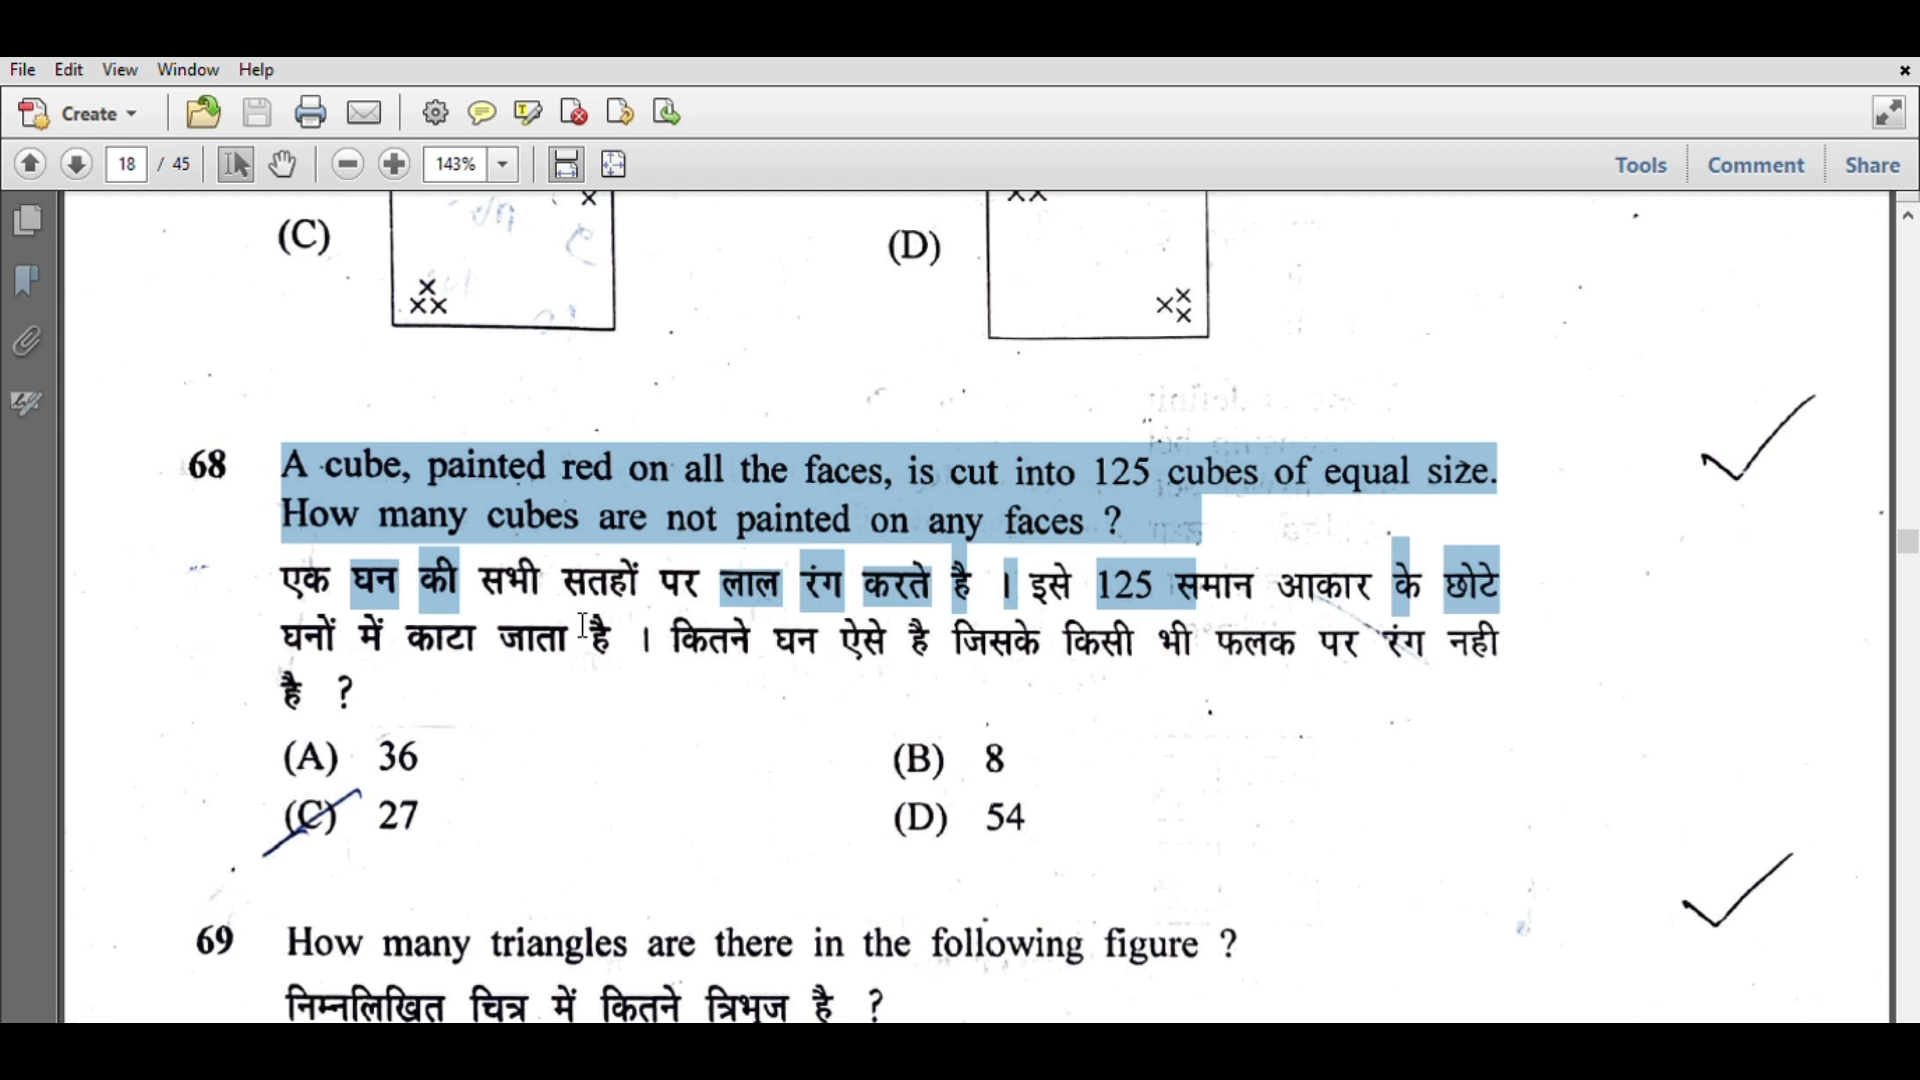 File Edit View Window Help
Create
18 / 45 143% Tools Comment Share
(C) (D)
68 A cube, painted red on all the faces, is cut into 125 cubes of equal size.
How many cubes are not painted on any faces ?
एक घन की सभी सतहों पर लाल रंग करते है । इसे 125 समान आकार के छोटे
घनों में काटा जाता है । कितने घन ऐसे है जिसके किसी भी फलक पर रंग नही
है ?
(A) 36 (B) 8
(C) 27 (D) 54
69 How many triangles are there in the following figure ?
निम्नलिखित चित्र में कितने त्रिभुज है ?